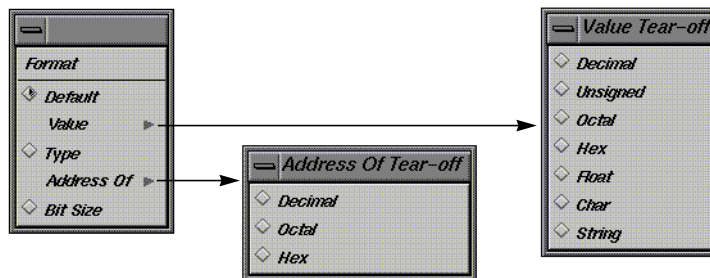 Format
Default
Value
Type
Address Of
Bit Size
Address Of Tear-off
Decimal
Octal
Hex
Value Tear-off
Decimal
Unsigned
Octal
Hex
Float
Char
String